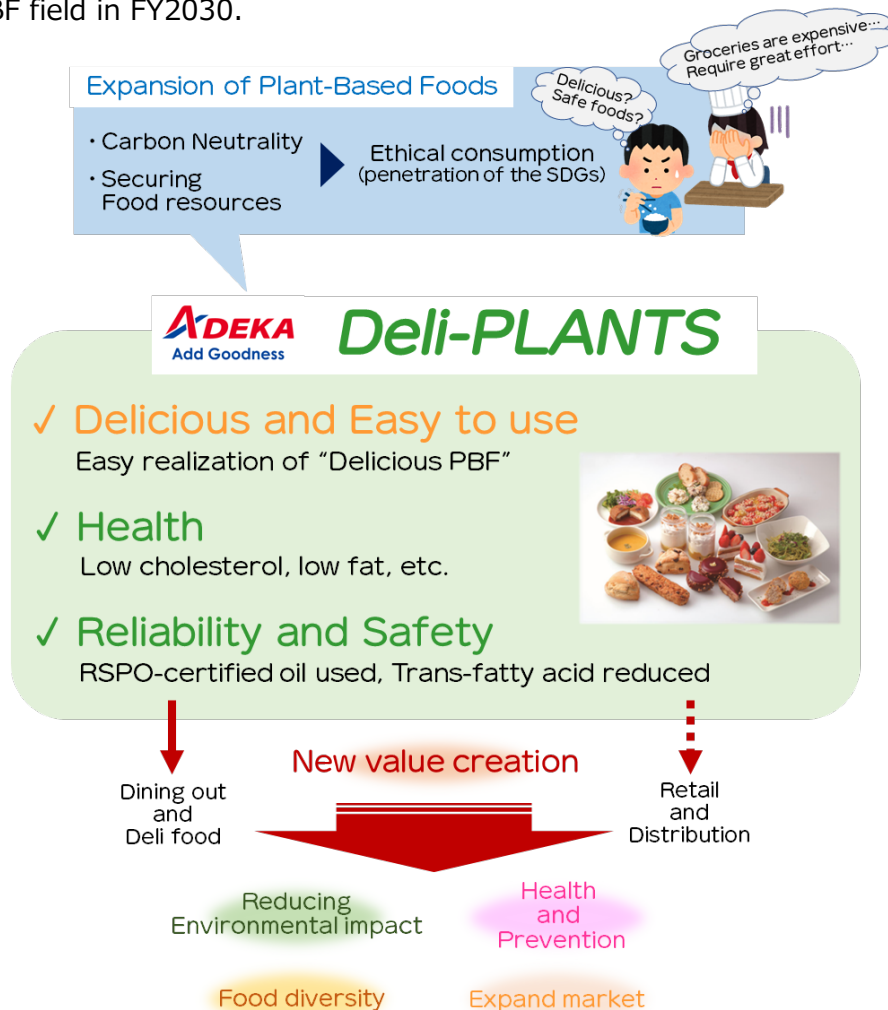 BF field in FY2030.
Groceries are expensive…
Require great effort…
Expansion of Plant-Based Foods
Delicious?
Safe foods?
・Carbon Neutrality
・Securing
Food resources
Ethical consumption
(penetration of the SDGs)
ADEKA
Add Goodness
Deli-PLANTS
✓ Delicious and Easy to use
Easy realization of “Delicious PBF”
✓ Health
Low cholesterol, low fat, etc.
✓ Reliability and Safety
RSPO-certified oil used, Trans-fatty acid reduced
New value creation
Dining out
and
Deli food
Retail
and
Distribution
Reducing
Environmental impact
Health
and
Prevention
Food diversity
Expand market